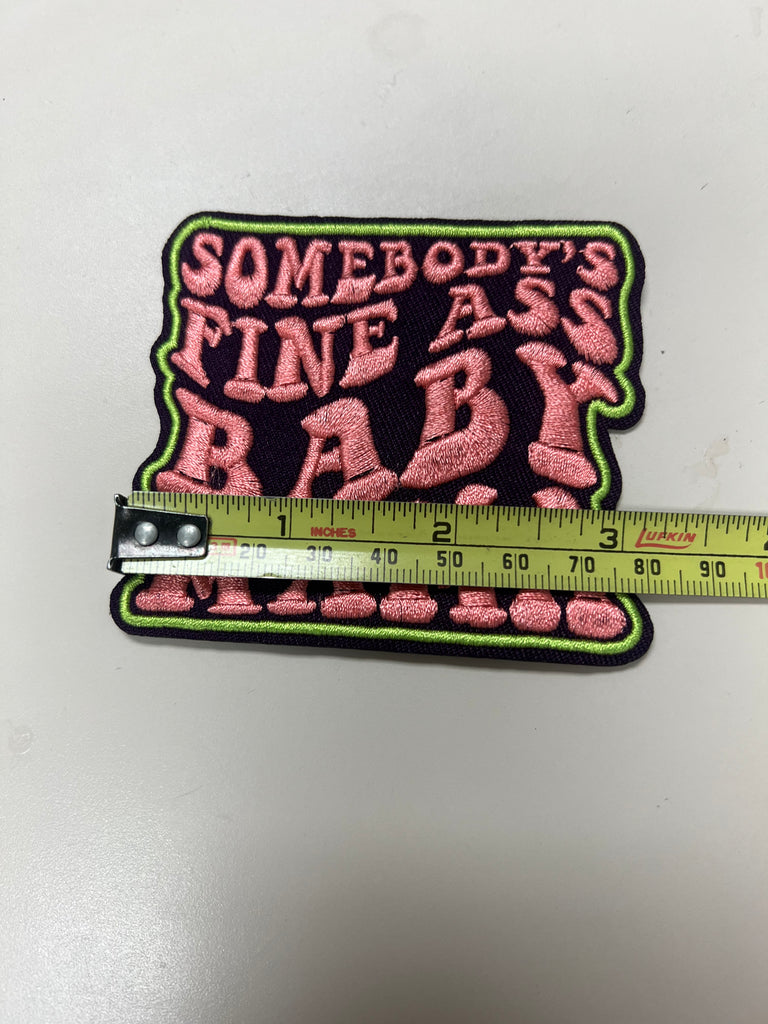 SOMEBODY'S
FINE ASS
BABY
1 INCHES 2 3 LUFKIN
20 30 40 50 60 70 80 90